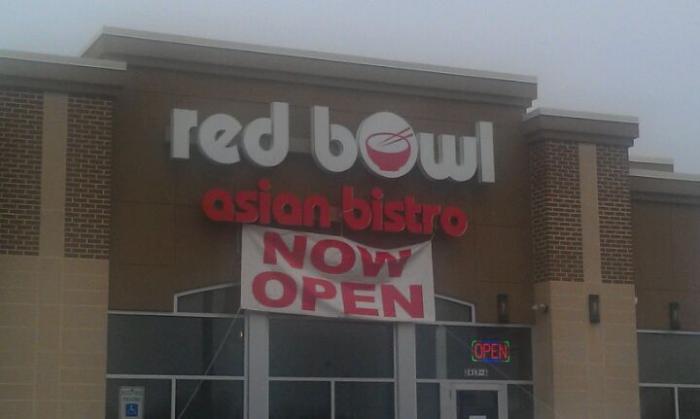 red bowl
asian bistro
NOW
OPEN
OPEN